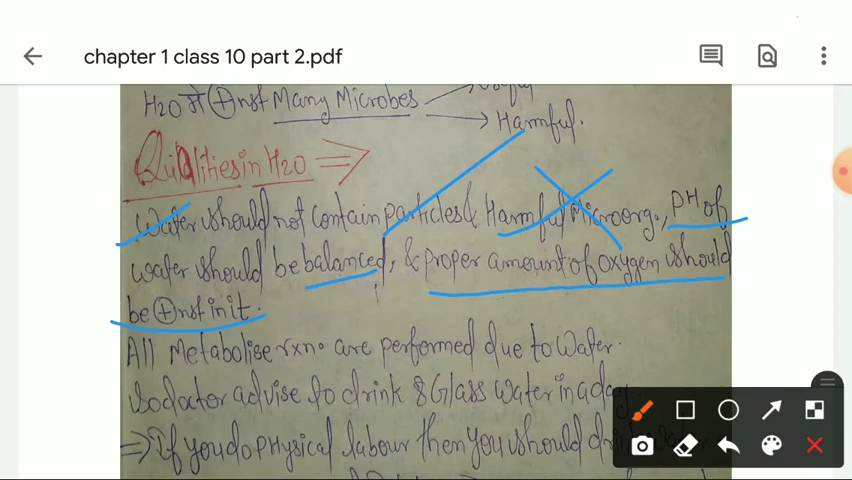 chapter 1 class 10 part 2.pdf
H2O में ⊕nst Many Microbes
Harmful.
Qualities in H2O ⇒
Water should not contain particles & Harmful Microorg., PH of
water should be balanced, & proper amount of oxygen should
be ⊕nst in it.
All Metabolise rxn. are performed due to Water.
so doctor advise to drink 8 Glass Water in a day
⇒ If you do PHysical labour then you should drink